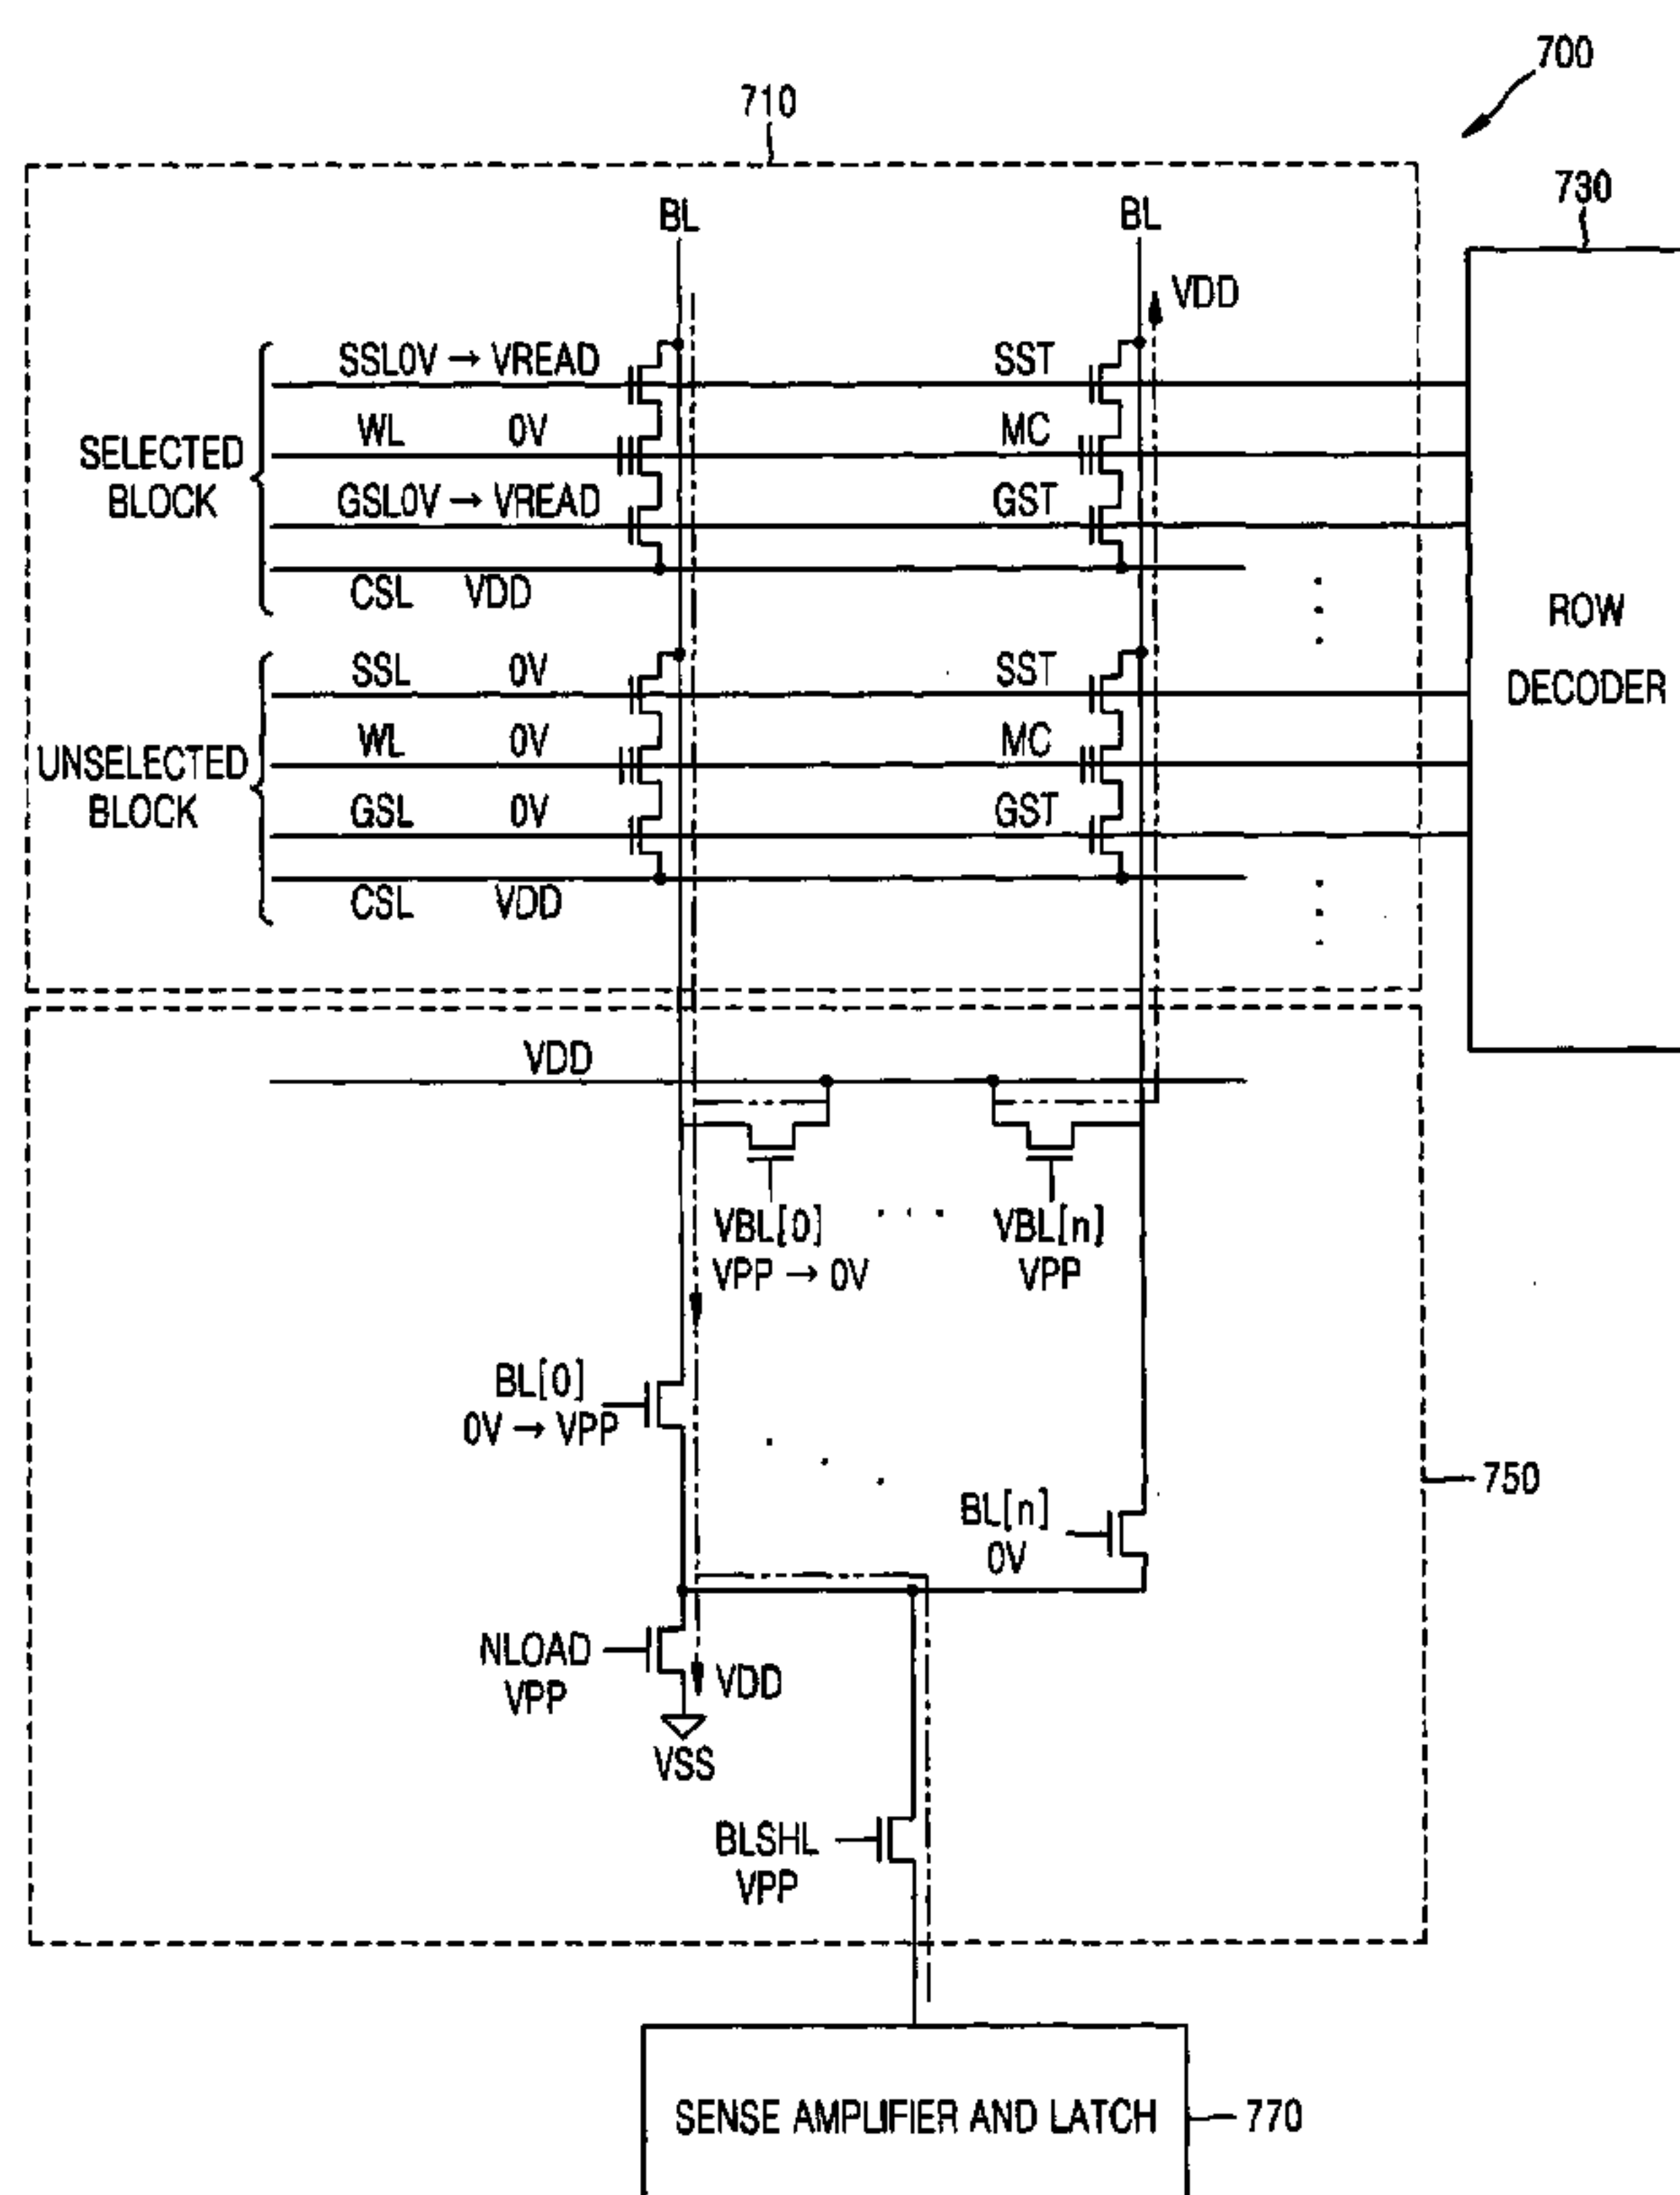 700
710
730
BL
BL
VDD
SSL0V → VREAD
SST
WL
0V
MC
SELECTED
BLOCK
GSL0V → VREAD
GST
CSL
VDD
ROW
DECODER
SSL
0V
SST
WL
0V
MC
UNSELECTED
BLOCK
GSL
0V
GST
CSL
VDD
VDD
VBL[0]
VPP → 0V
VBL[n]
VPP
BL[0]
0V → VPP
750
BL[n]
0V
NLOAD
VPP
VDD
VSS
BLSHL
VPP
SENSE AMPLIFIER AND LATCH
770